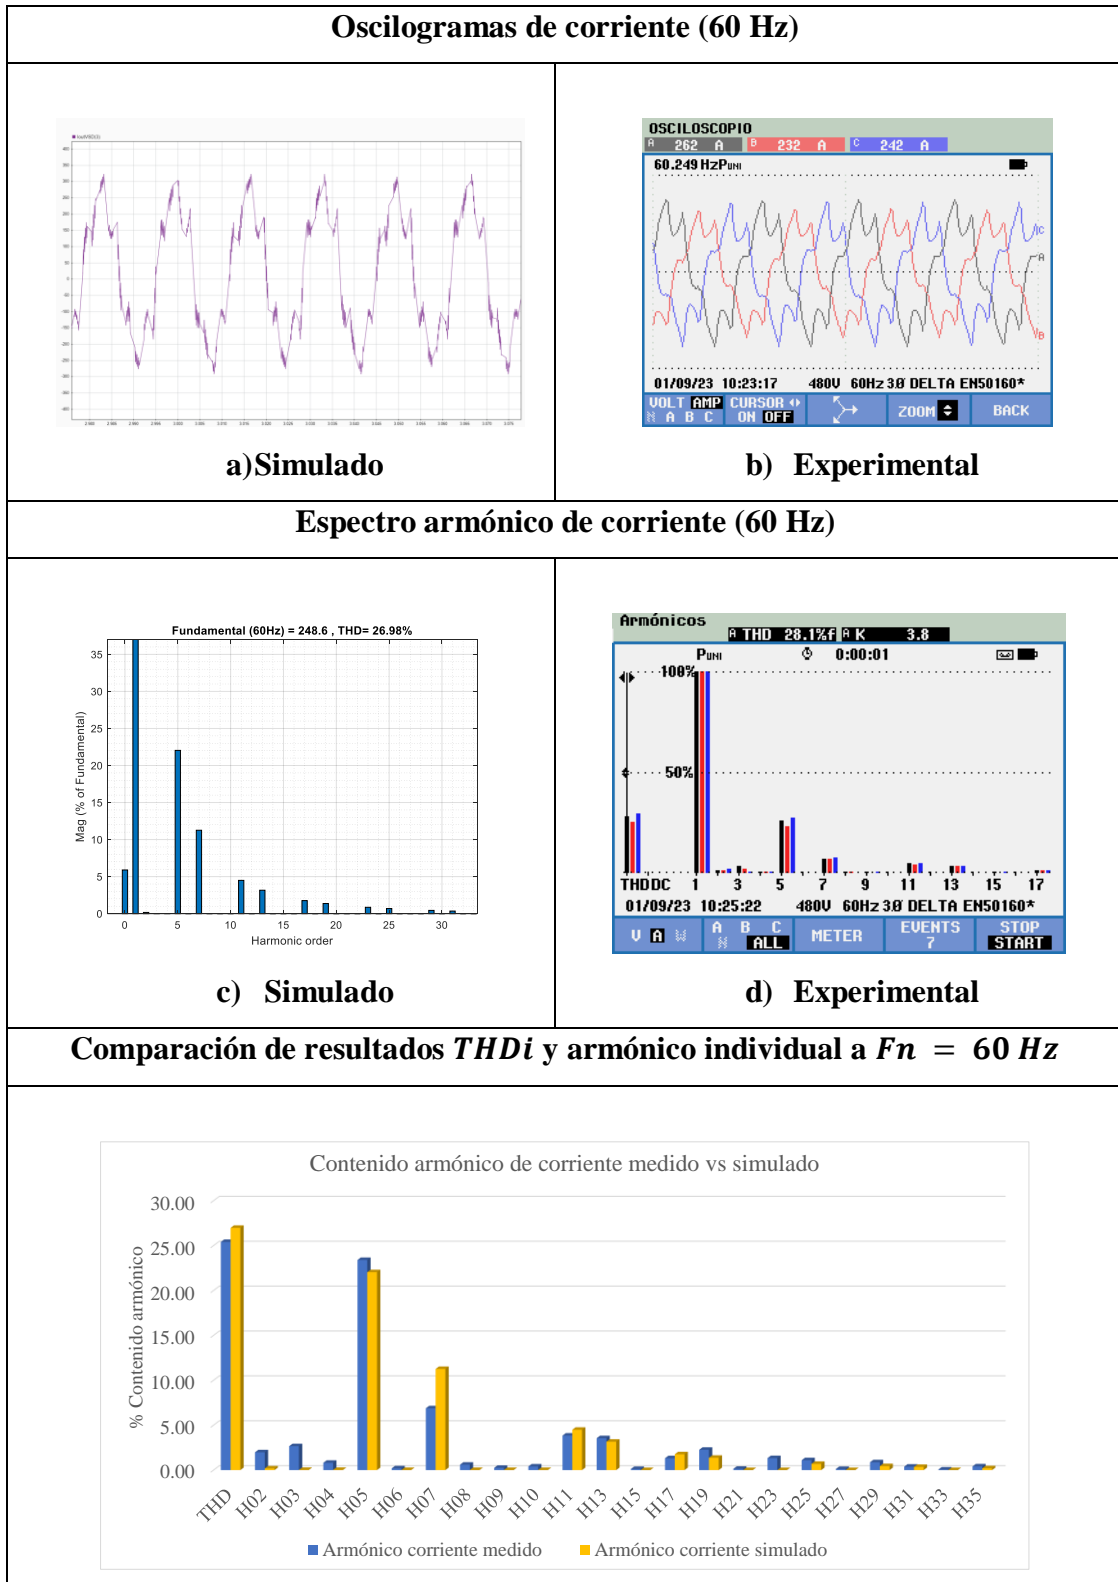 Oscilogramas de corriente (60 Hz)
OSCILOSCOPIO
A 262 A B 232 A C 242 A
60.249 HzPUNI
C
A
B
01/09/23 10:23:17 480V 60Hz 3Ø DELTA EN50160*
VOLT AMP CURSOR ZOOM BACK
N A B C ON OFF
a)Simulado
b) Experimental
Espectro armónico de corriente (60 Hz)
Fundamental (60Hz) = 248.6 , THD= 26.98%
35
30
25
20
15
10
5
0
Mag (% of Fundamental)
0 5 10 15 20 25 30
Harmonic order
Armónicos
A THD 28.1%f A K 3.8
PUNI 0:00:01
100%
50%
THDDC 1 3 5 7 9 11 13 15 17
01/09/23 10:25:22 480V 60Hz 3Ø DELTA EN50160*
V A W A B C METER EVENTS STOP
N ALL 7 START
c) Simulado
d) Experimental
Comparación de resultados THDi y armónico individual a Fn = 60 Hz
Contenido armónico de corriente medido vs simulado
30.00
25.00
20.00
15.00
10.00
5.00
0.00
% Contenido armónico
THD H02 H03 H04 H05 H06 H07 H08 H09 H10 H11 H13 H15 H17 H19 H21 H23 H25 H27 H29 H31 H33 H35
Armónico corriente medido Armónico corriente simulado